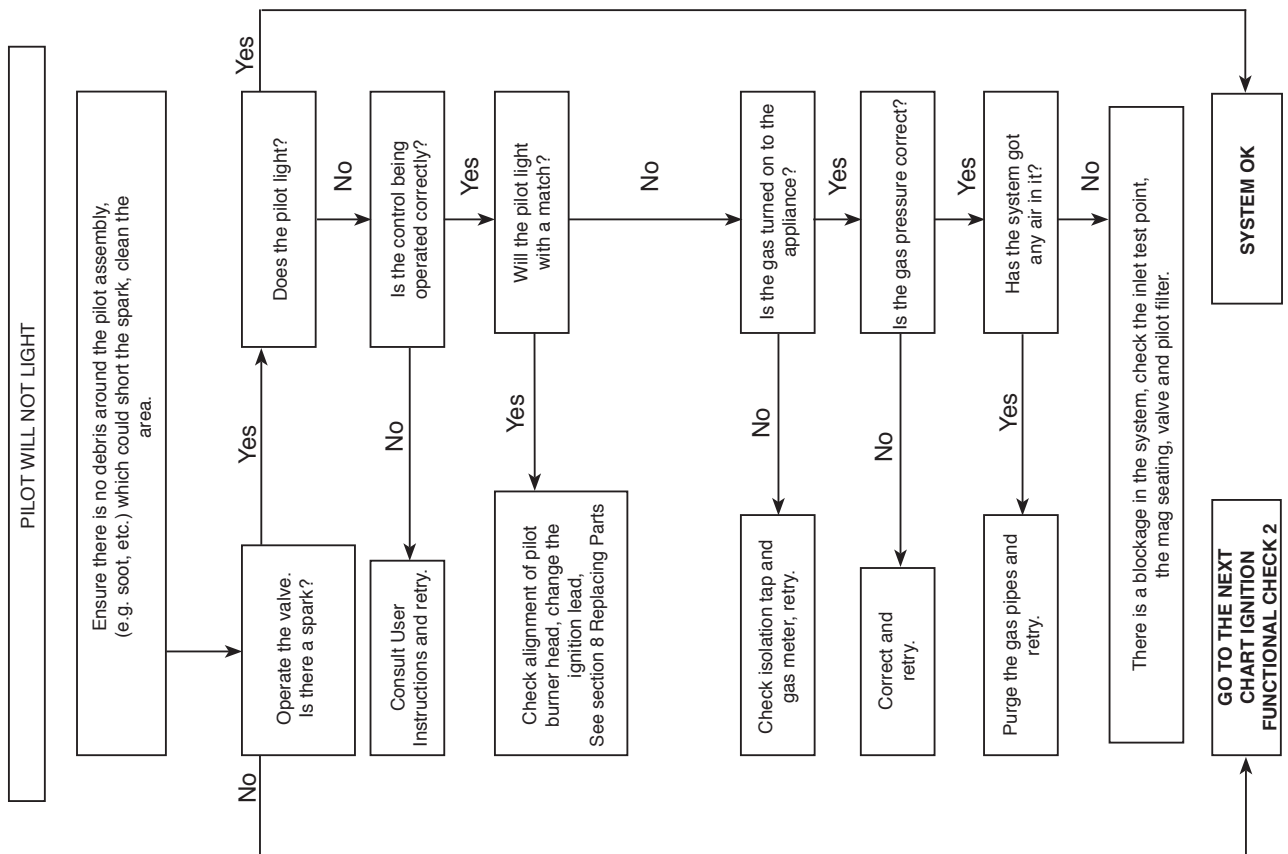 PILOT WILL NOT LIGHT
Ensure there is no debris around the pilot assembly,
(e.g. soot, etc.) which could short the spark, clean the
area.
No
Operate the valve.
Is there a spark?
Yes
Does the pilot light?
Yes
No
Consult User
Instructions and retry.
No
Is the control being
operated correctly?
Yes
Check alignment of pilot
burner head, change the
ignition lead,
See section 8 Replacing Parts
Yes
Will the pilot light
with a match?
No
Check isolation tap and
gas meter, retry.
No
Is the gas turned on to the
appliance?
Yes
Correct and
retry.
No
Is the gas pressure correct?
Yes
Purge the gas pipes and
retry.
Yes
Has the system got
any air in it?
No
There is a blockage in the system, check the inlet test point,
the mag seating, valve and pilot filter.
GO TO THE NEXT
CHART IGNITION
FUNCTIONAL CHECK 2
SYSTEM OK